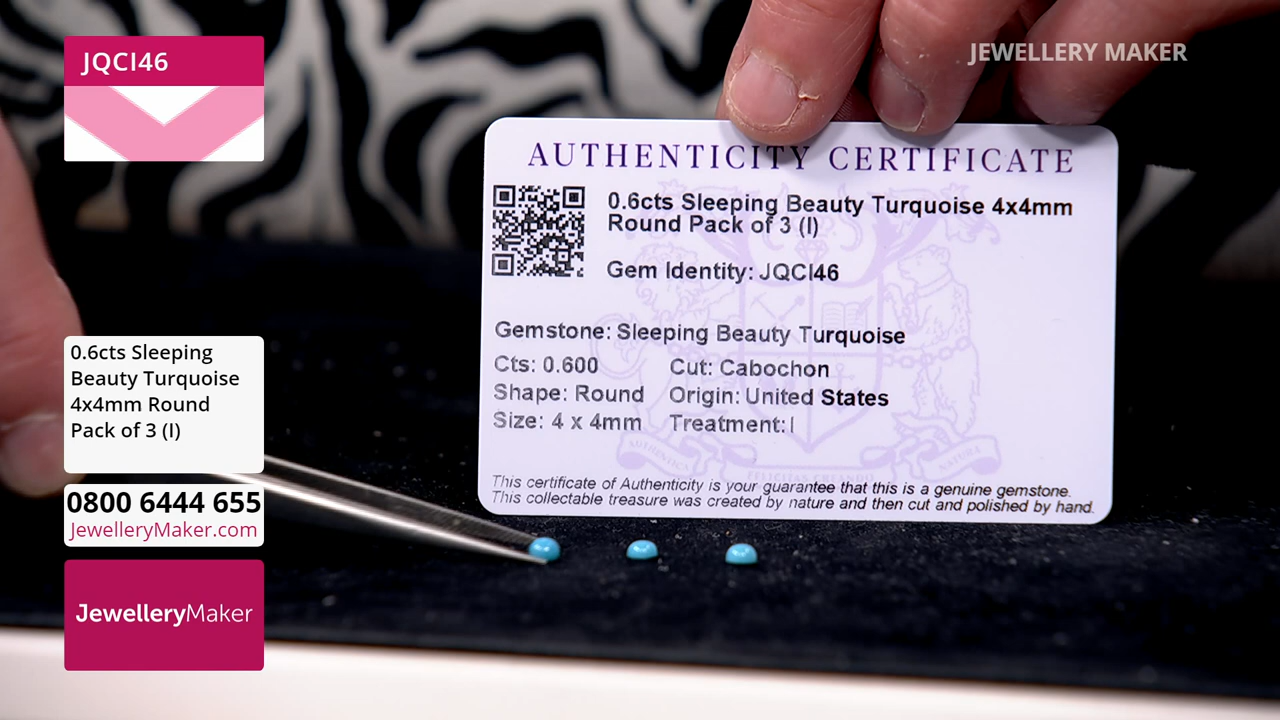 JQCI46
JEWELLERY MAKER
AUTHENTICITY CERTIFICATE
0.6cts Sleeping Beauty Turquoise 4x4mm
Round Pack of 3 (I)
Gem Identity: JQCI46
Gemstone: Sleeping Beauty Turquoise
Cts: 0.600 Cut: Cabochon
Shape: Round Origin: United States
Size: 4 x 4mm Treatment: I
This certificate of Authenticity is your guarantee that this is a genuine gemstone.
This collectable treasure was created by nature and then cut and polished by hand.
0.6cts Sleeping
Beauty Turquoise
4x4mm Round
Pack of 3 (I)
0800 6444 655
JewelleryMaker.com
JewelleryMaker